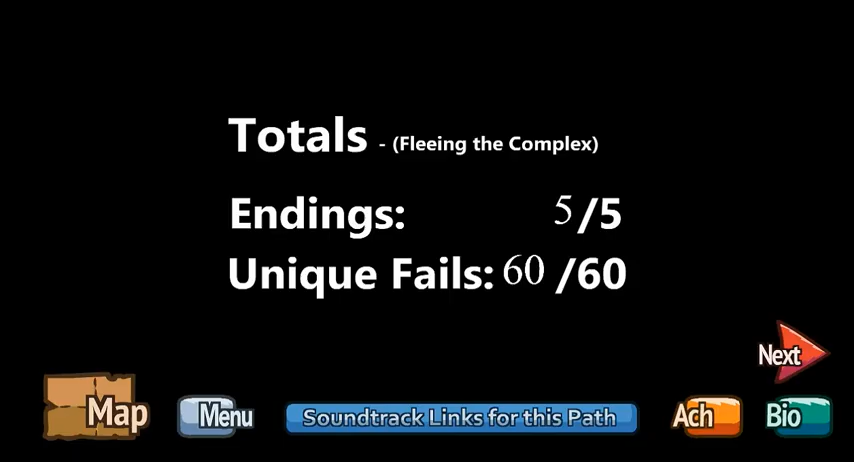 Totals - (Fleeing the Complex)
Endings: 5/5
Unique Fails: 60/60
Next
Map
Menu
Soundtrack Links for this Path
Ach
Bio